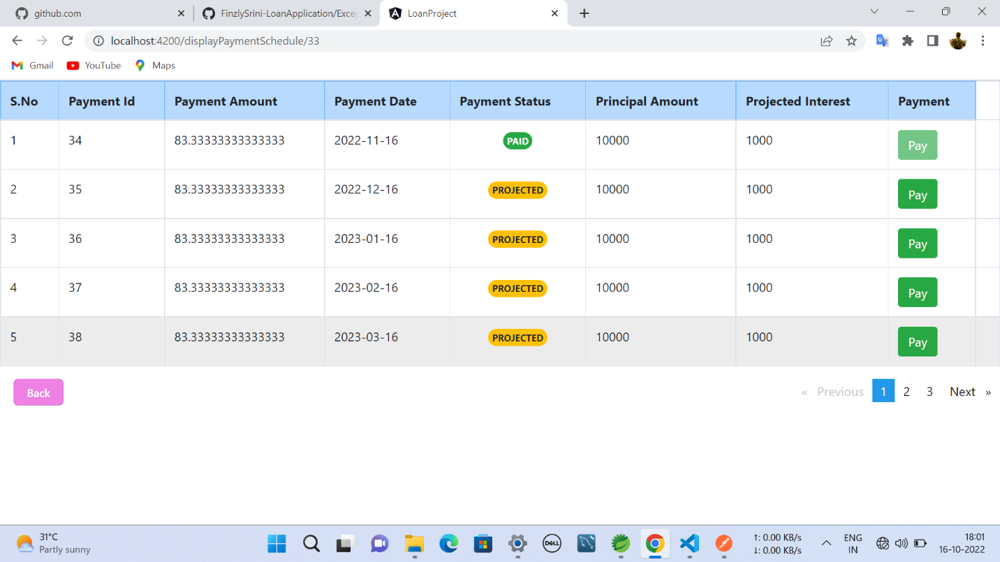 github.com
FinzlySrini-LoanApplication/Excep
LoanProject
localhost:4200/displayPaymentSchedule/33
Gmail YouTube Maps
S.No Payment Id Payment Amount Payment Date Payment Status Principal Amount Projected Interest Payment
1 34 83.33333333333333 2022-11-16 PAID 10000 1000 Pay
2 35 83.33333333333333 2022-12-16 PROJECTED 10000 1000 Pay
3 36 83.33333333333333 2023-01-16 PROJECTED 10000 1000 Pay
4 37 83.33333333333333 2023-02-16 PROJECTED 10000 1000 Pay
5 38 83.33333333333333 2023-03-16 PROJECTED 10000 1000 Pay
Back « Previous 1 2 3 Next »
31°C
Partly sunny
DELL
↑: 0.00 KB/s
↓: 0.00 KB/s
ENG
IN
18:01
16-10-2022